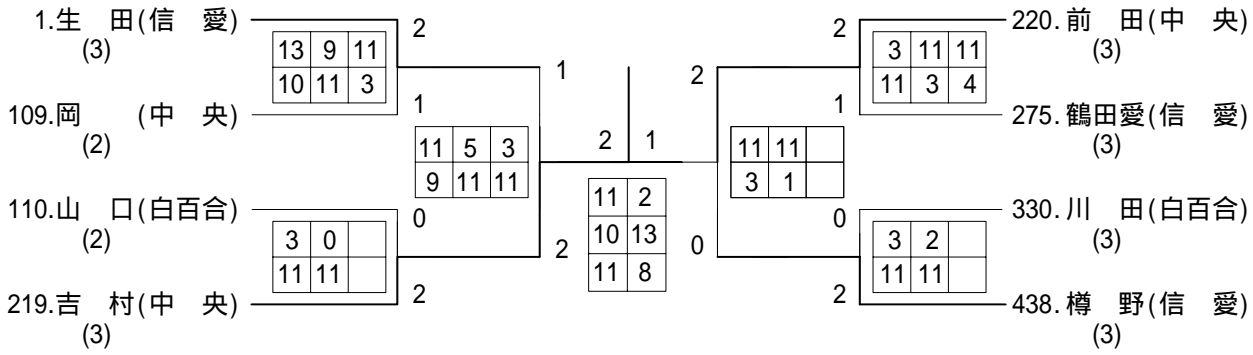 1.生　田(信　愛)
(3)
2
13 9 11
10 11 3
1
109.岡　　(中　央)
(2)
1
11 5 3
9 11 11
110.山　口(白百合)
(2)
0
3 0
11 11
2
219.吉　村(中　央)
(3)
2
2 1
11 2
10 13
11 8
220.前　田(中　央)
(3)
2
3 11 11
11 3 4
1
275.鶴田愛(信　愛)
(3)
2
11 11
3 1
330.川　田(白百合)
(3)
0
3 2
11 11
0
438.樽　野(信　愛)
(3)
2